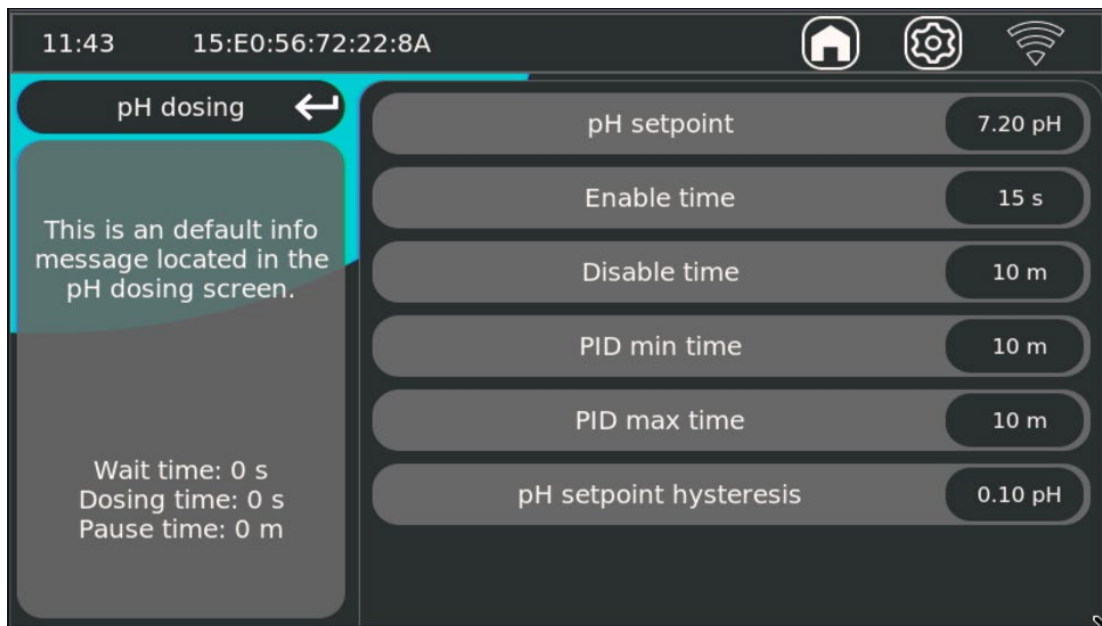 11:43 15:E0:56:72:22:8A
pH dosing
This is an default info
message located in the
pH dosing screen.
Wait time: 0 s
Dosing time: 0 s
Pause time: 0 m
pH setpoint 7.20 pH
Enable time 15 s
Disable time 10 m
PID min time 10 m
PID max time 10 m
pH setpoint hysteresis 0.10 pH